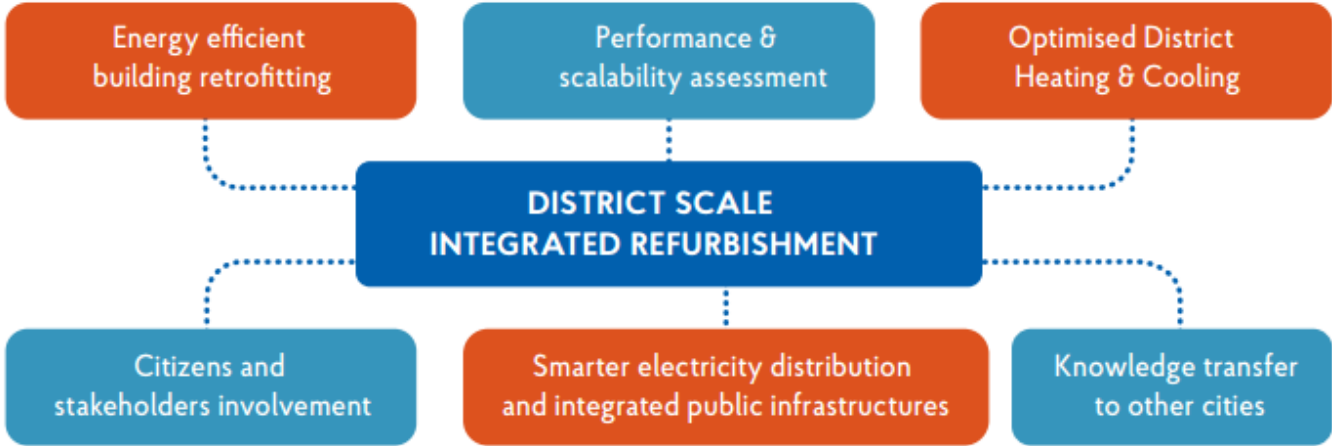 Energy efficient
building retrofitting
Performance &
scalability assessment
Optimised District
Heating & Cooling
DISTRICT SCALE
INTEGRATED REFURBISHMENT
Citizens and
stakeholders involvement
Smarter electricity distribution
and integrated public infrastructures
Knowledge transfer
to other cities